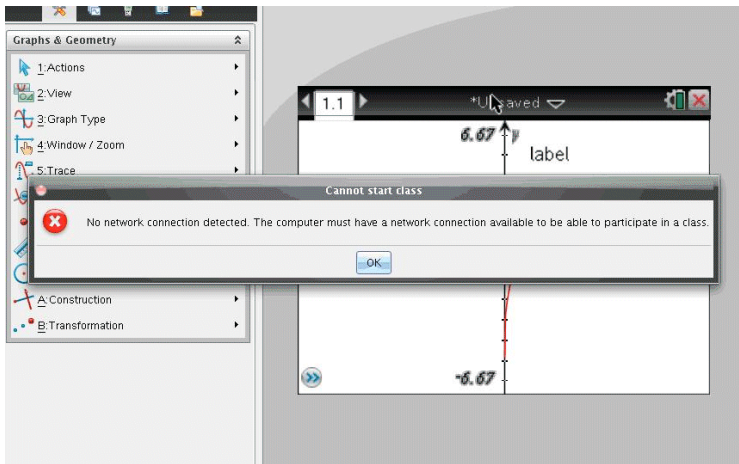 Graphs & Geometry
1:Actions
2:View
3:Graph Type
4:Window / Zoom
5:Trace
1.1
saved
6.67 y
label
Cannot start class
No network connection detected. The computer must have a network connection available to be able to participate in a class.
OK
A:Construction
B:Transformation
-6.67